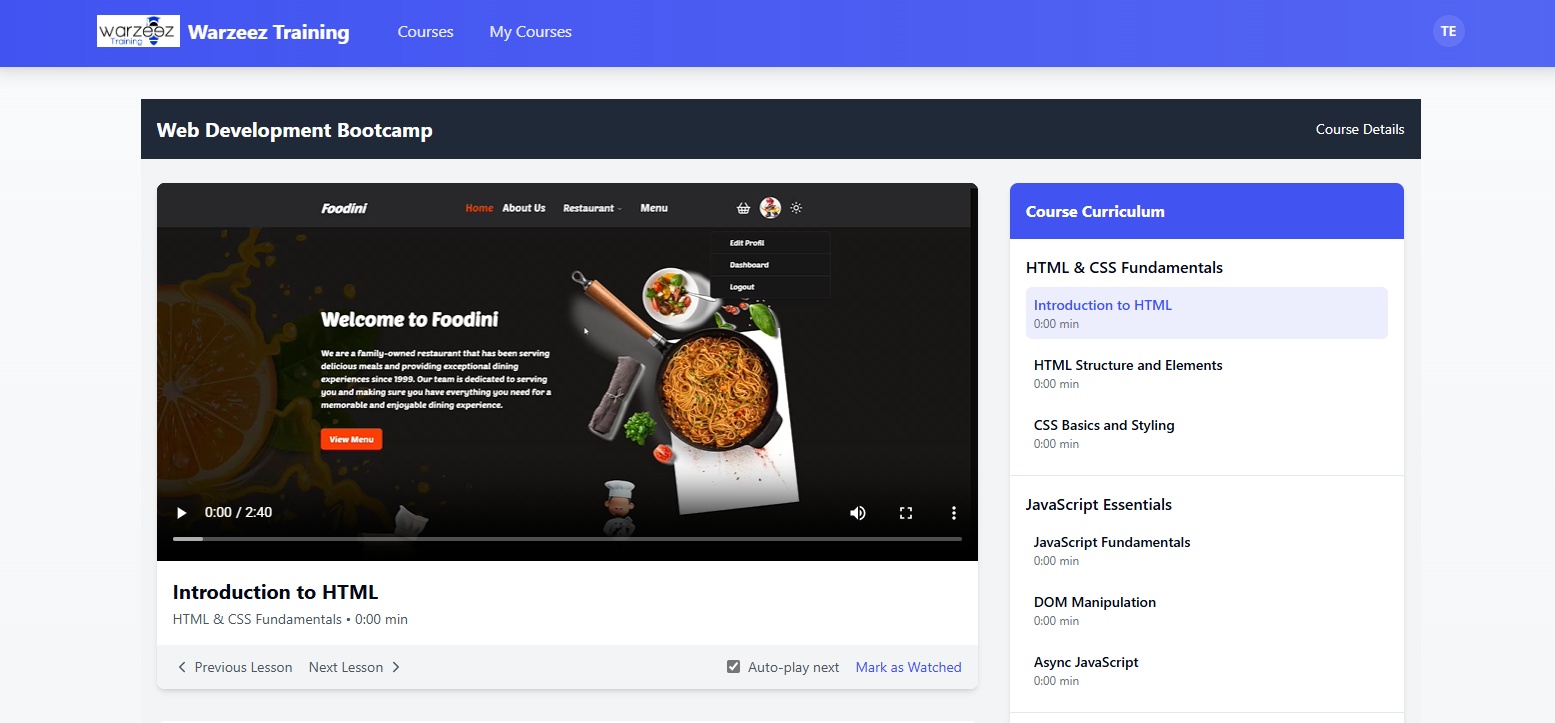 warzeez
Training
Warzeez Training
Courses
My Courses
TE
Web Development Bootcamp
Course Details
Foodini
Home
About Us
Restaurant
Menu
Edit Profil
Dashboard
Logout
Welcome to Foodini
We are a family-owned restaurant that has been serving
delicious meals and providing exceptional dining
experiences since 1999. Our team is dedicated to serving
you and making sure you have everything you need for a
memorable and enjoyable dining experience.
View Menu
0:00 / 2:40
Introduction to HTML
HTML & CSS Fundamentals • 0:00 min
Previous Lesson
Next Lesson
Auto-play next
Mark as Watched
Course Curriculum
HTML & CSS Fundamentals
Introduction to HTML
0:00 min
HTML Structure and Elements
0:00 min
CSS Basics and Styling
0:00 min
JavaScript Essentials
JavaScript Fundamentals
0:00 min
DOM Manipulation
0:00 min
Async JavaScript
0:00 min